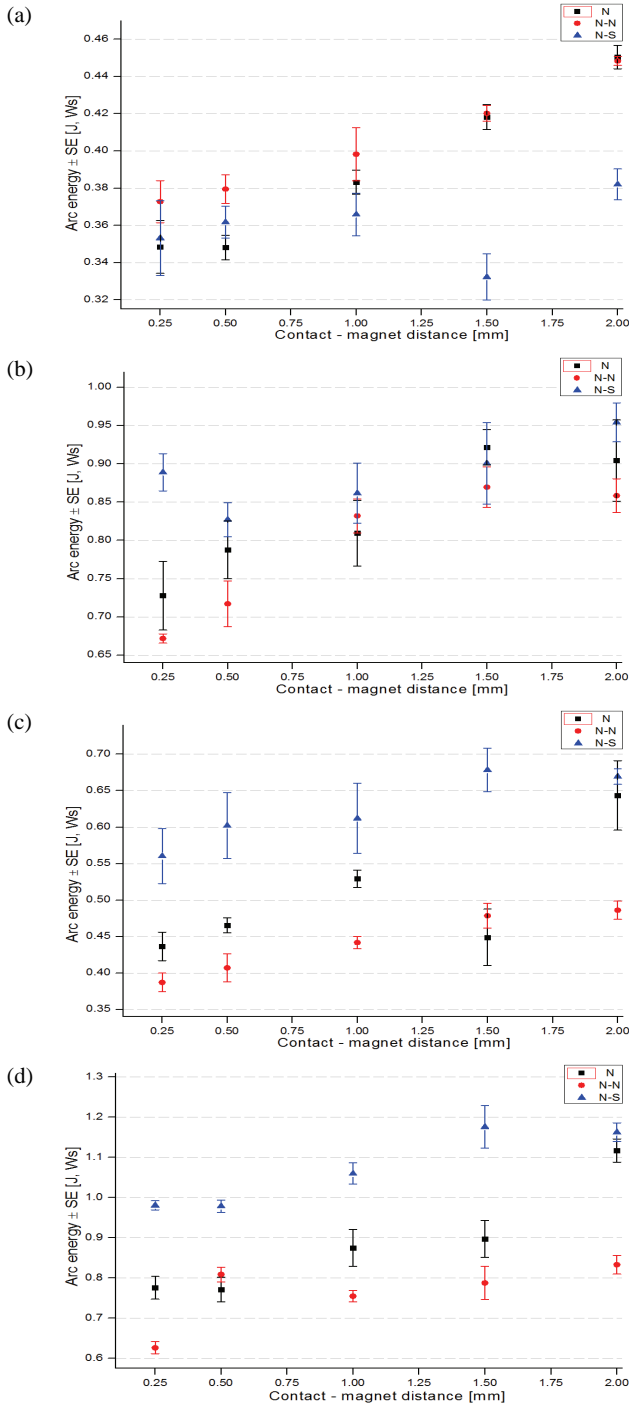 (a)
N
N-N
N-S
0.46
0.44
0.42
0.40
0.38
0.36
0.34
0.32
Arc energy ± SE [J, Ws]
0.25 0.50 0.75 1.00 1.25 1.50 1.75 2.00
Contact - magnet distance [mm]
(b)
N
N-N
N-S
1.00
0.95
0.90
0.85
0.80
0.75
0.70
0.65
Arc energy ± SE [J, Ws]
0.25 0.50 0.75 1.00 1.25 1.50 1.75 2.00
Contact - magnet distance [mm]
(c)
N
N-N
N-S
0.70
0.65
0.60
0.55
0.50
0.45
0.40
0.35
Arc energy ± SE [J, Ws]
0.25 0.50 0.75 1.00 1.25 1.50 1.75 2.00
Contact - magnet distance [mm]
(d)
N
N-N
N-S
1.3
1.2
1.1
1.0
0.9
0.8
0.7
0.6
Arc energy ± SE [J, Ws]
0.25 0.50 0.75 1.00 1.25 1.50 1.75 2.00
Contact - magnet distance [mm]